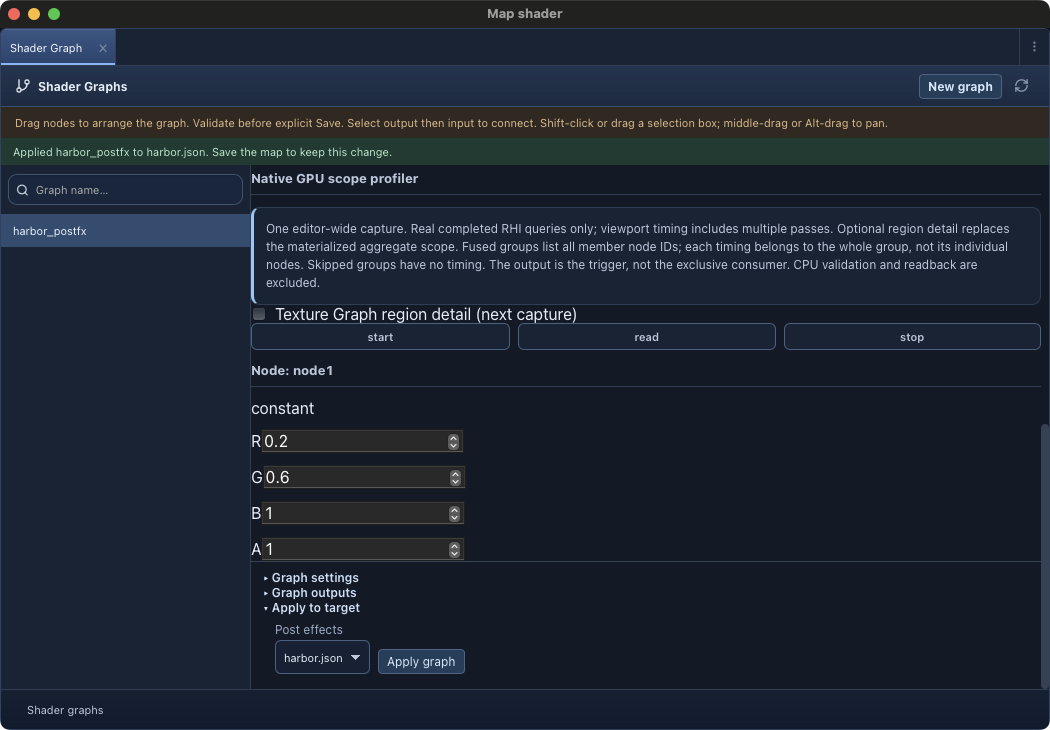 Map shader
Shader Graph
Shader Graphs
New graph
Drag nodes to arrange the graph. Validate before explicit Save. Select output then input to connect. Shift-click or drag a selection box; middle-drag or Alt-drag to pan.
Applied harbor_postfx to harbor.json. Save the map to keep this change.
Graph name...
harbor_postfx
Native GPU scope profiler
One editor-wide capture. Real completed RHI queries only; viewport timing includes multiple passes. Optional region detail replaces
the materialized aggregate scope. Fused groups list all member node IDs; each timing belongs to the whole group, not its individual
nodes. Skipped groups have no timing. The output is the trigger, not the exclusive consumer. CPU validation and readback are
excluded.
Texture Graph region detail (next capture)
start read stop
Node: node1
constant
R 0.2
G 0.6
B 1
A 1
Graph settings
Graph outputs
Apply to target
Post effects
harbor.json Apply graph
Shader graphs